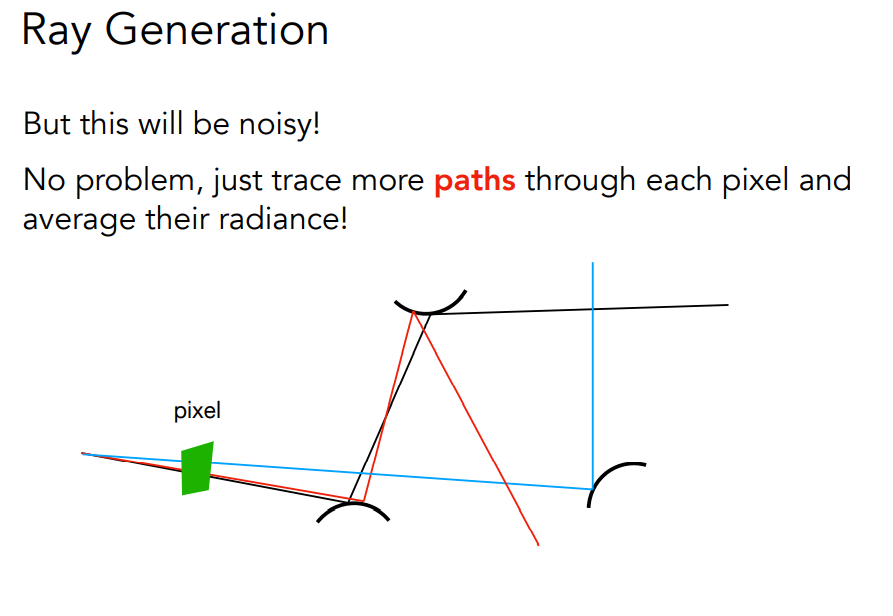 Ray Generation
But this will be noisy!
No problem, just trace more paths through each pixel and
average their radiance!
pixel